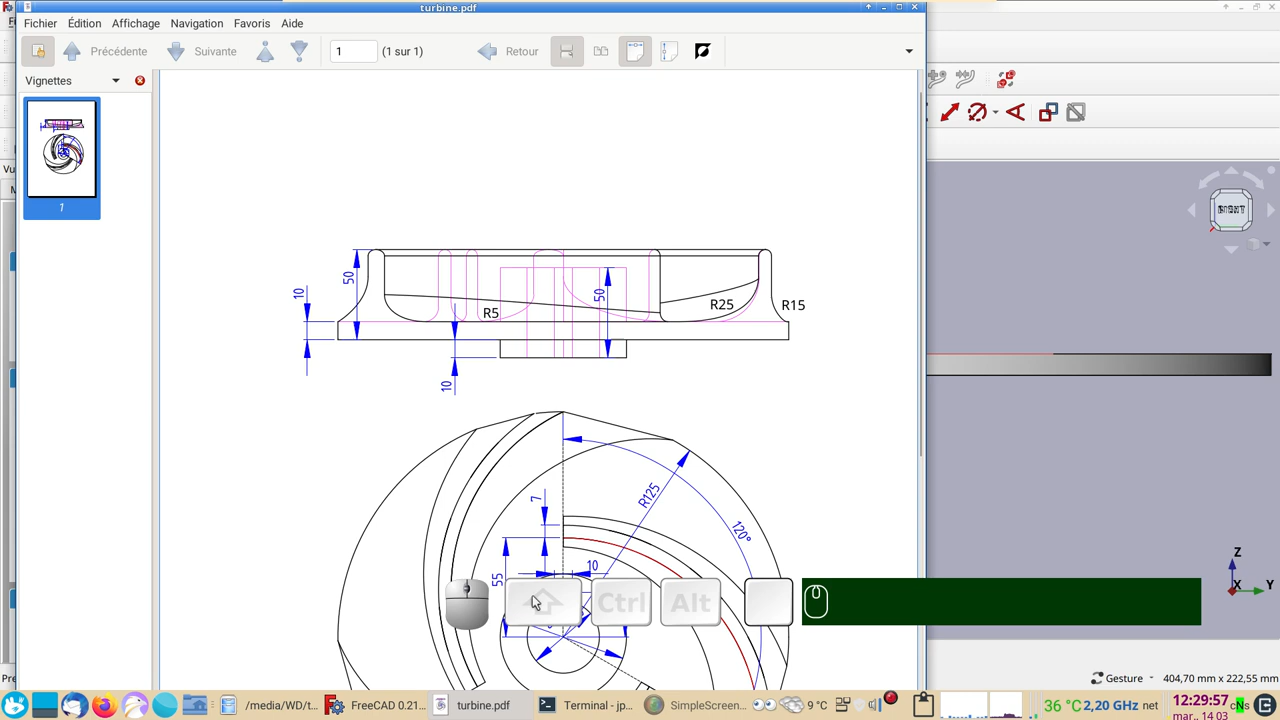 turbine.pdf
Fichier Édition Affichage Navigation Favoris Aide
Précédente Suivante 1 (1 sur 1) Retour
Vignettes
1
RIGHT
50
10
50
R5
R25
R15
10
R125
7
120°
10
55
Ctrl Alt
Z
X Y
Gesture 404,70 mm x 222,55 mm
/media/WD/t... FreeCAD 0.21... turbine.pdf Terminal - jp... SimpleScreen... 9 °C 36 °C 2,20 GHz net 12:29:57
mar., 14 03